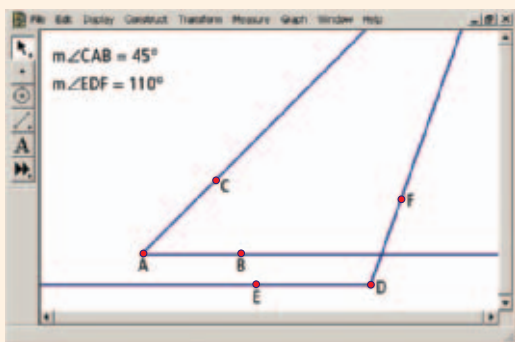 File Edit Display Construct Transform Measure Graph Window Help
m∠CAB = 45°
m∠EDF = 110°
A
C
F
A
B
E
D